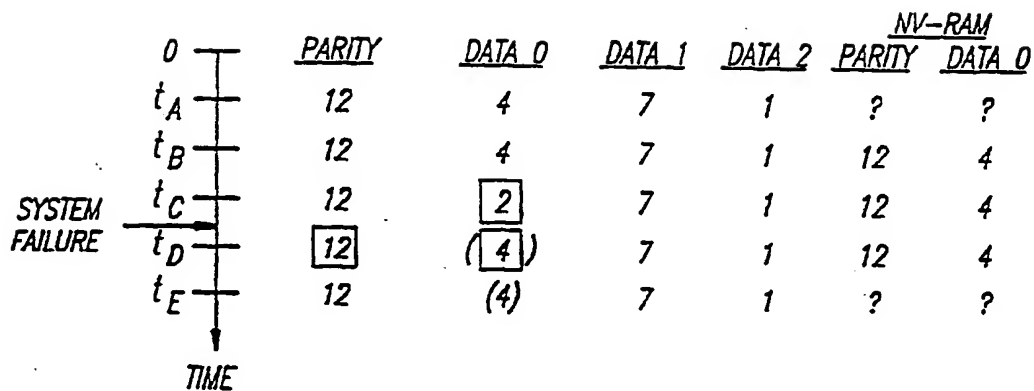 NV-RAM
0 PARITY DATA 0 DATA 1 DATA 2 PARITY DATA 0
tA 12 4 7 1 ? ?
tB 12 4 7 1 12 4
tC 12 2 7 1 12 4
SYSTEM FAILURE
tD 12 (4) 7 1 12 4
tE 12 (4) 7 1 ? ?
TIME